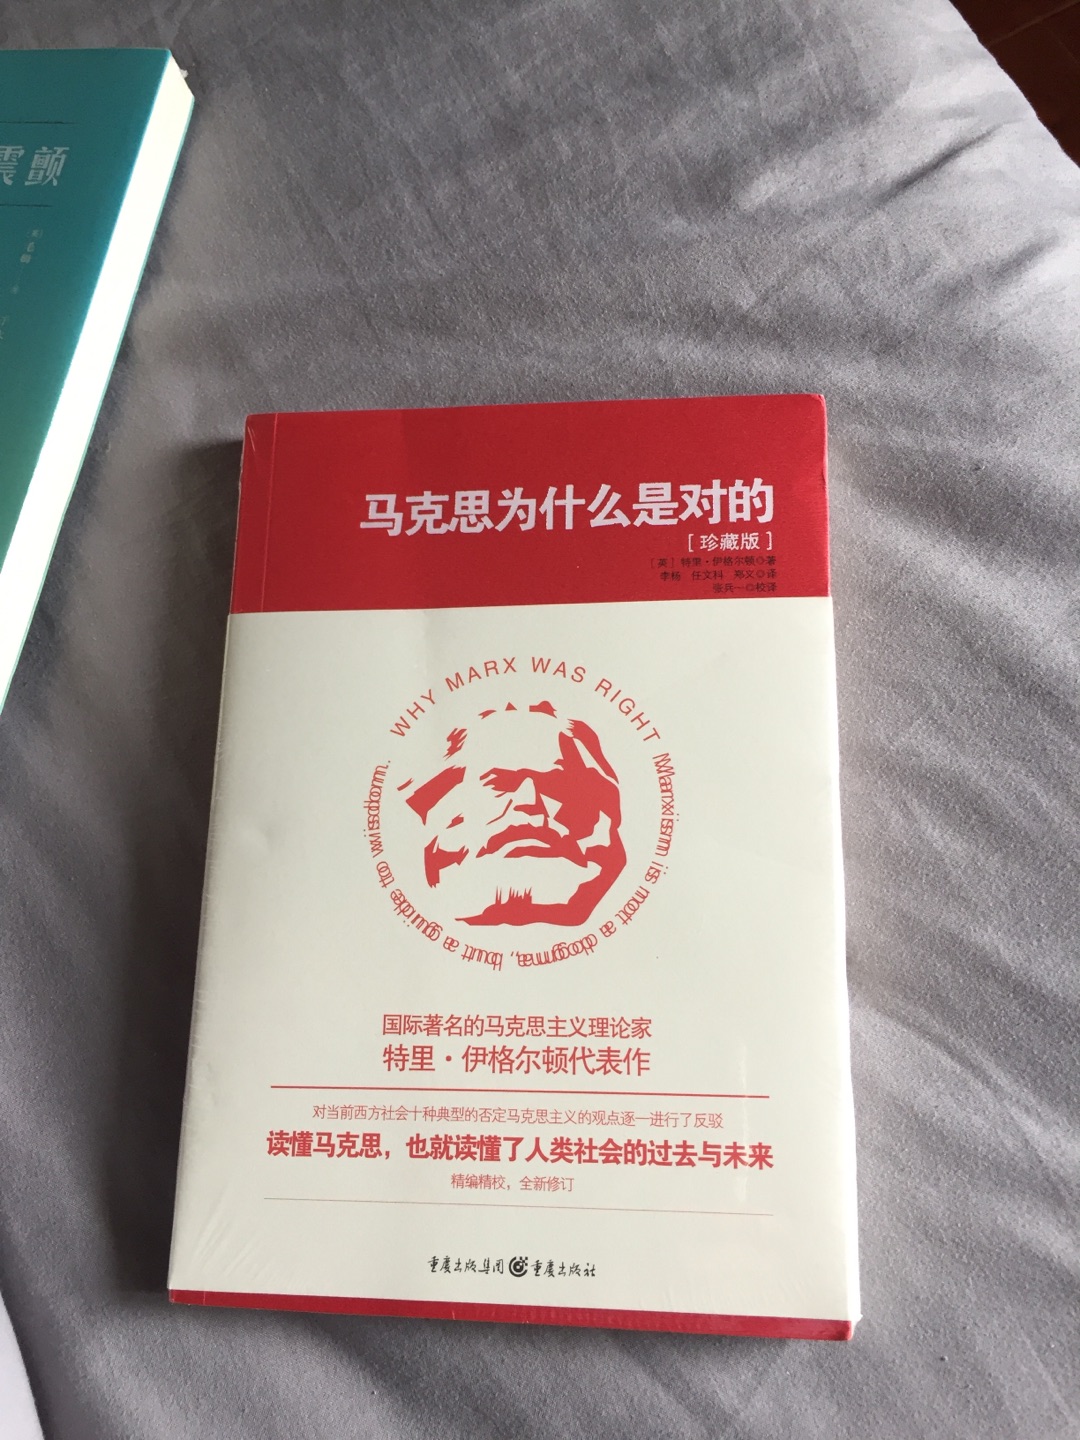 震颤
马克思为什么是对的
[ 珍藏版 ]
[ 英 ] 特里·伊格尔顿◎著
李杨 任文科 郑义◎译
张兵一◎校译
WHY MARX WAS RIGHT
Marxism is not a dogma, but a guide to wisdom.
国际著名的马克思主义理论家
特里·伊格尔顿代表作
对当前西方社会十种典型的否定马克思主义的观点逐一进行了反驳
读懂马克思，也就读懂了人类社会的过去与未来
精编精校，全新修订
重庆出版集团 重庆出版社